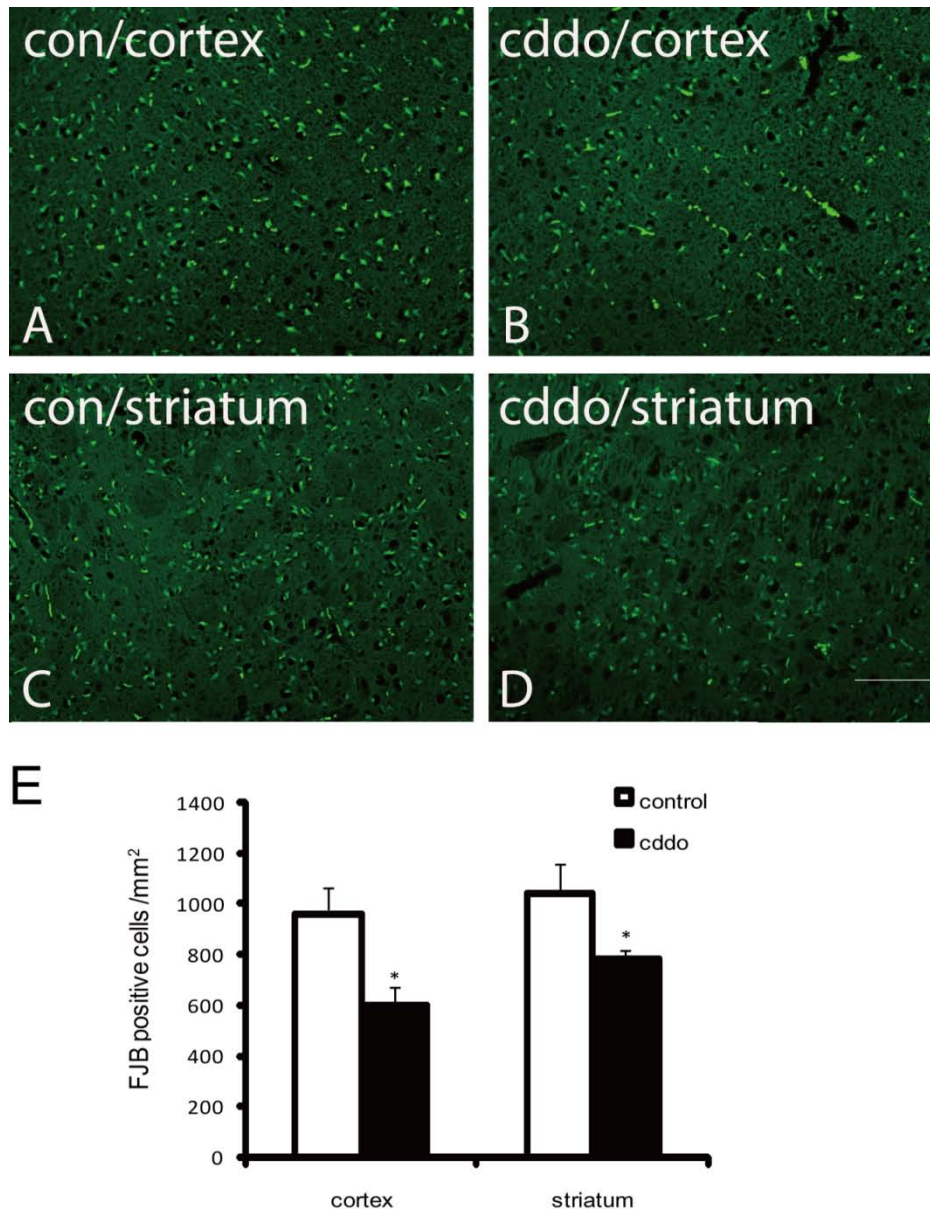 con/cortex
cddo/cortex
A
B
con/striatum
cddo/striatum
C
D
E
FJB positive cells /mm²
1400
1200
1000
800
600
400
200
0
control
cddo
*
*
cortex
striatum